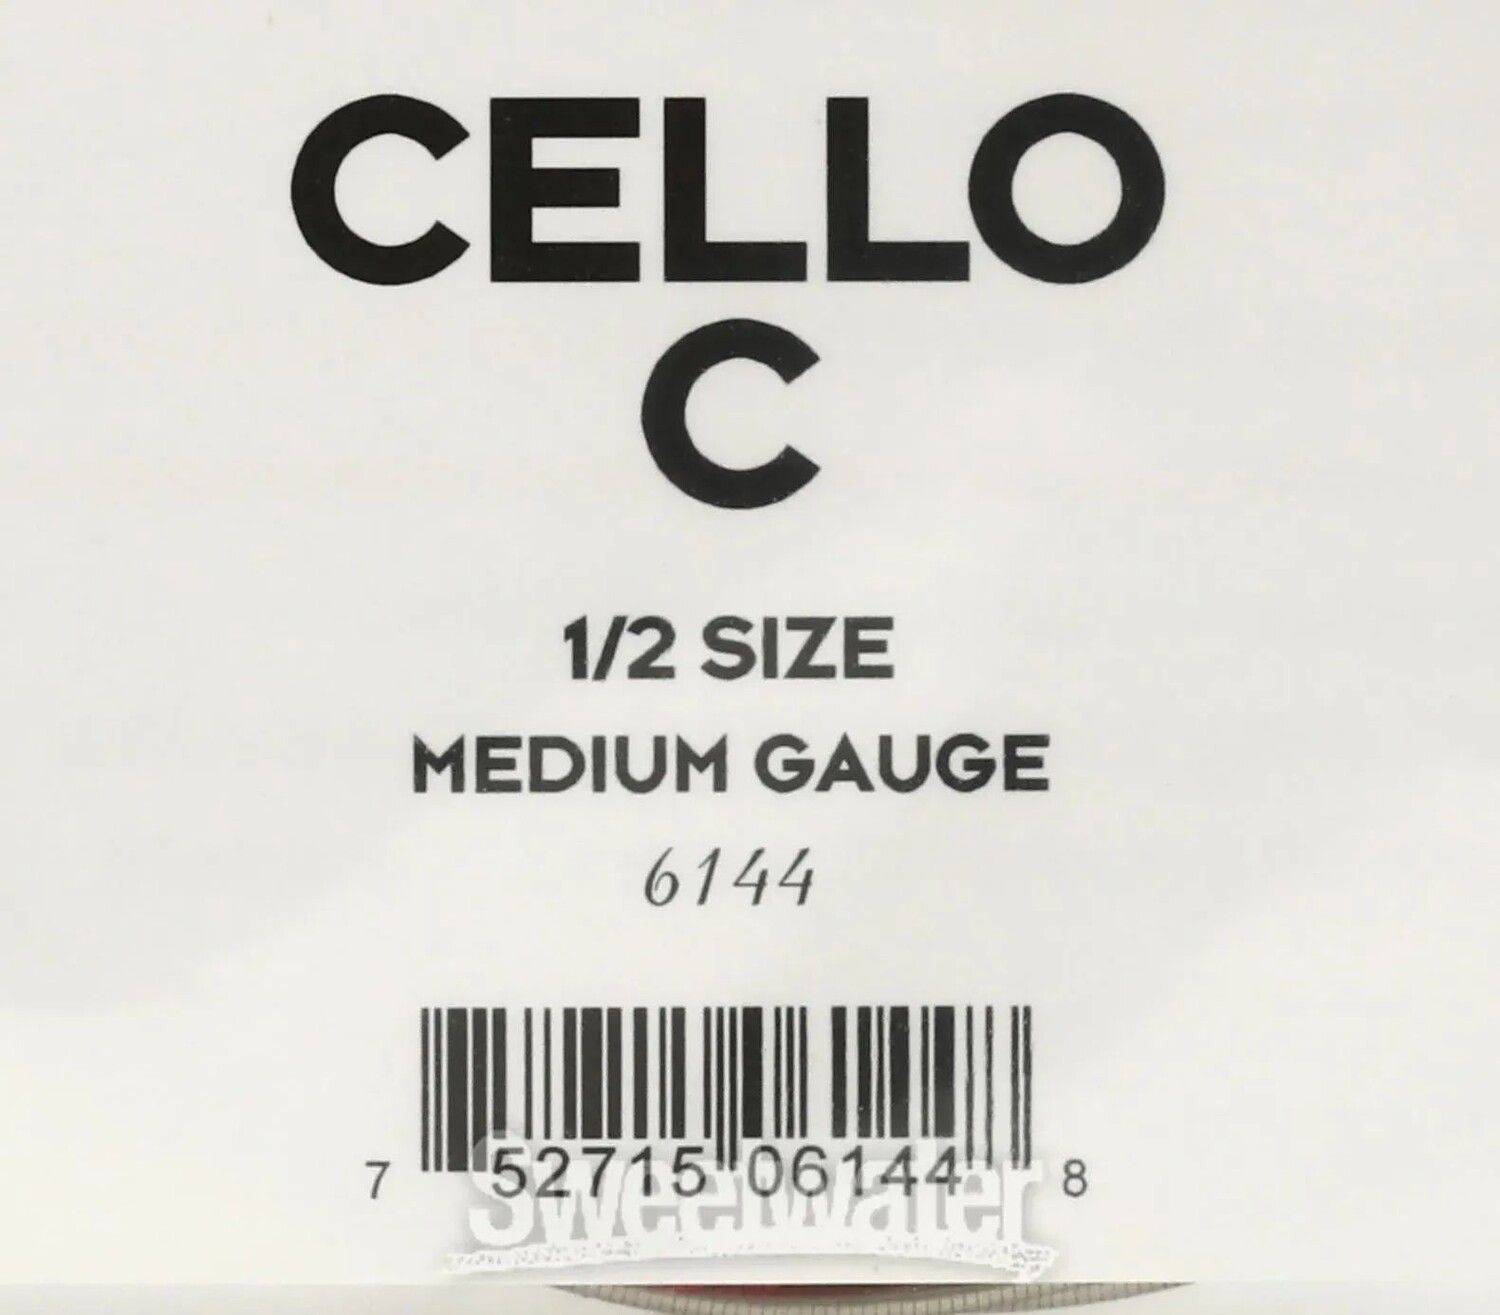 CELLO
C
1/2 SIZE
MEDIUM GAUGE
6144
7 52715 06144 8
Sweetwater